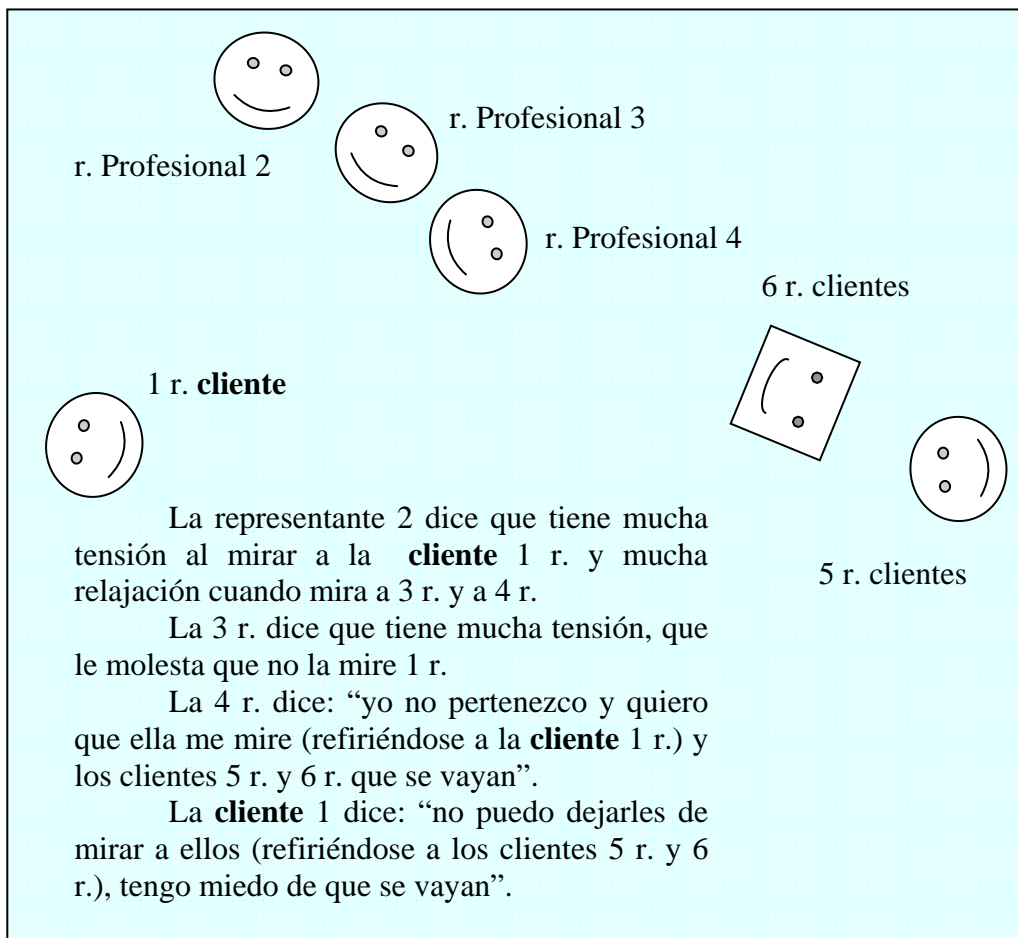 r. Profesional 3
r. Profesional 2
r. Profesional 4
6 r. clientes
1 r. cliente
5 r. clientes
La representante 2 dice que tiene mucha
tensión al mirar a la cliente 1 r. y mucha
relajación cuando mira a 3 r. y a 4 r.
La 3 r. dice que tiene mucha tensión, que
le molesta que no la mire 1 r.
La 4 r. dice: “yo no pertenezco y quiero
que ella me mire (refiriéndose a la cliente 1 r.) y
los clientes 5 r. y 6 r. que se vayan”.
La cliente 1 dice: “no puedo dejarles de
mirar a ellos (refiriéndose a los clientes 5 r. y 6
r.), tengo miedo de que se vayan”.